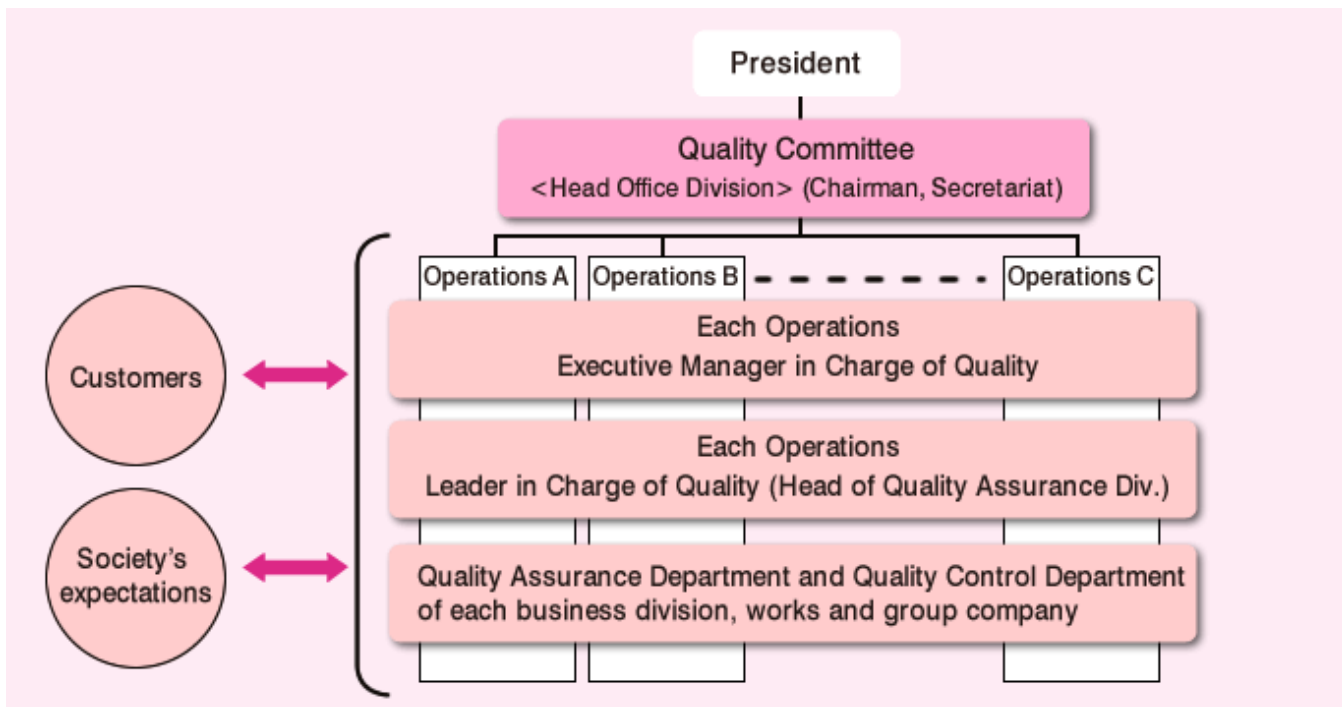 President
Quality Committee
<Head Office Division> (Chairman, Secretariat)
Operations A
Operations B
Operations C
Each Operations
Executive Manager in Charge of Quality
Customers
Each Operations
Leader in Charge of Quality (Head of Quality Assurance Div.)
Society's
expectations
Quality Assurance Department and Quality Control Department
of each business division, works and group company